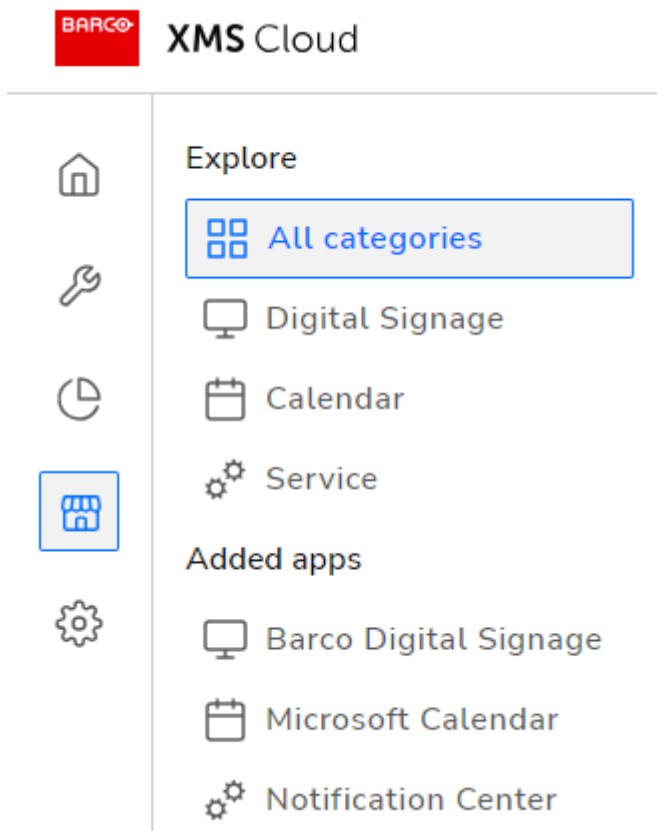 BARCO
XMS Cloud
Explore
All categories
Digital Signage
Calendar
Service
Added apps
Barco Digital Signage
Microsoft Calendar
Notification Center